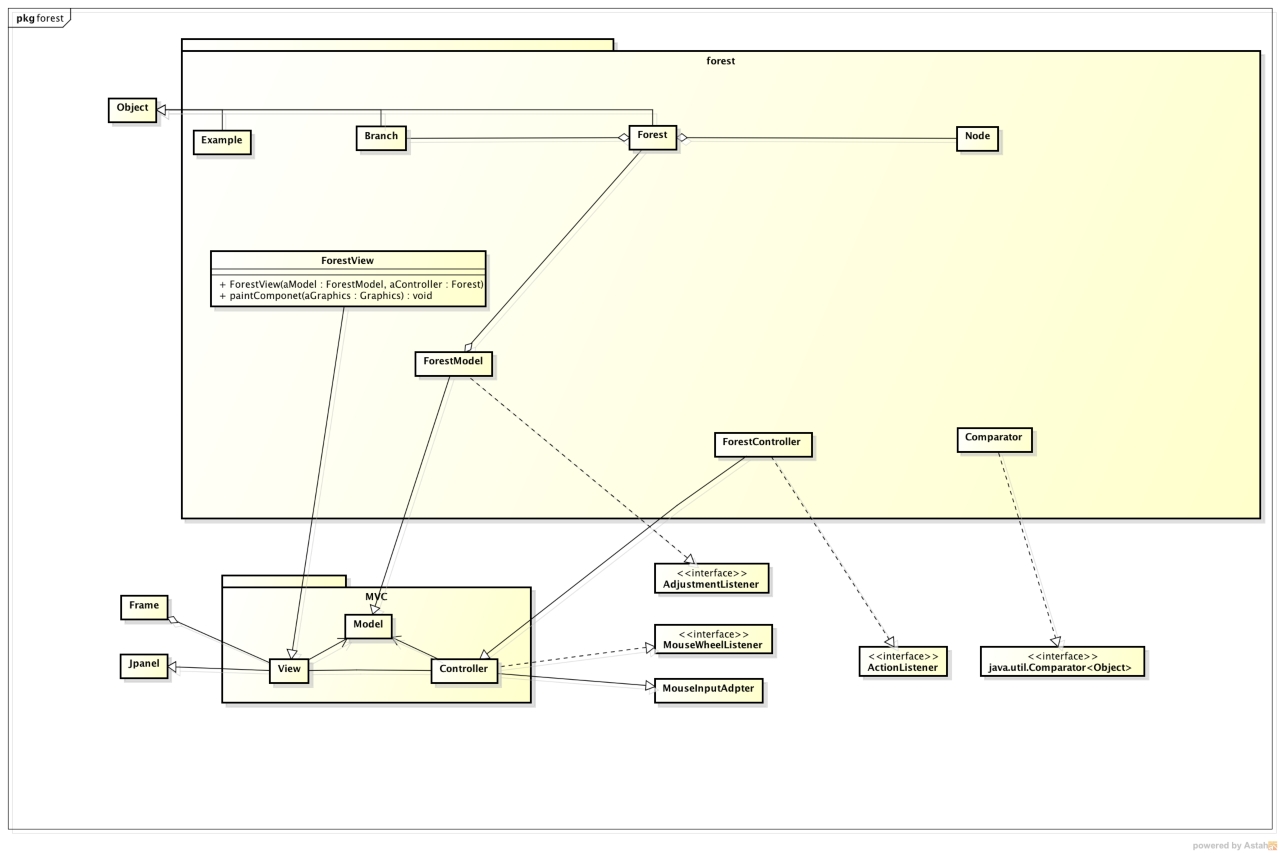 pkg forest
forest
Object
Example
Branch
Forest
Node
ForestView
+ ForestView(aModel : ForestModel, aController : Forest)
+ paintComponet(aGraphics : Graphics) : void
ForestModel
ForestController
Comparator
<<interface>>
AdjustmentListener
MVC
Frame
Model
<<interface>>
MouseWheelListener
Jpanel
View
Controller
<<interface>>
ActionListener
<<interface>>
java.util.Comparator<Object>
MouseInputAdpter
powered by Astah